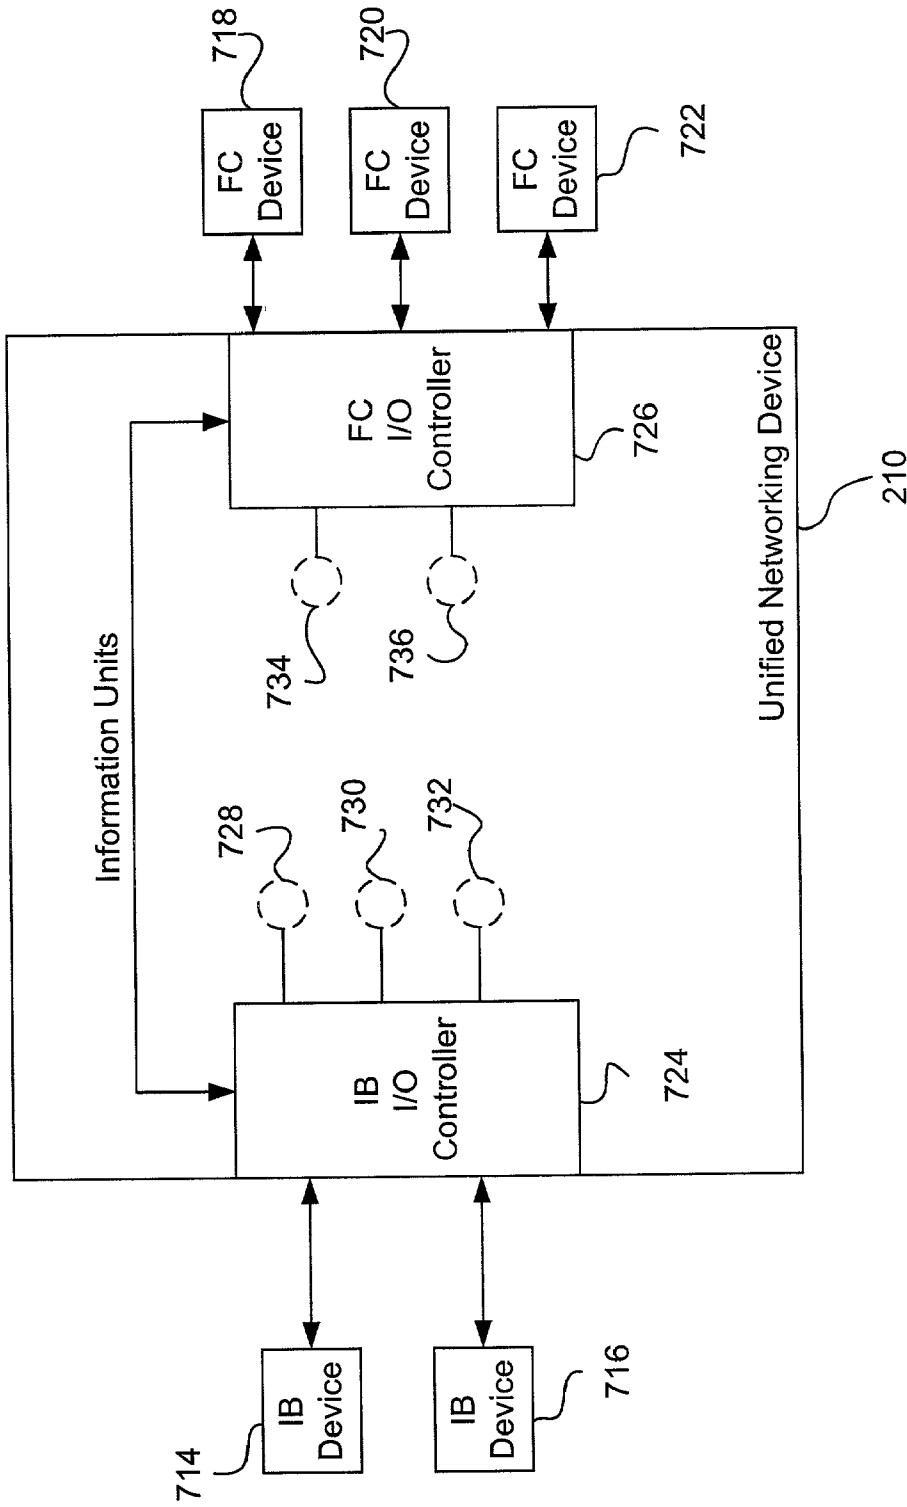 Information Units
714
IB
Device
IB
Device
716
IB
I/O
Controller
724
728
730
732
734
736
FC
I/O
Controller
726
718
FC
Device
720
FC
Device
FC
Device
722
Unified Networking Device
210